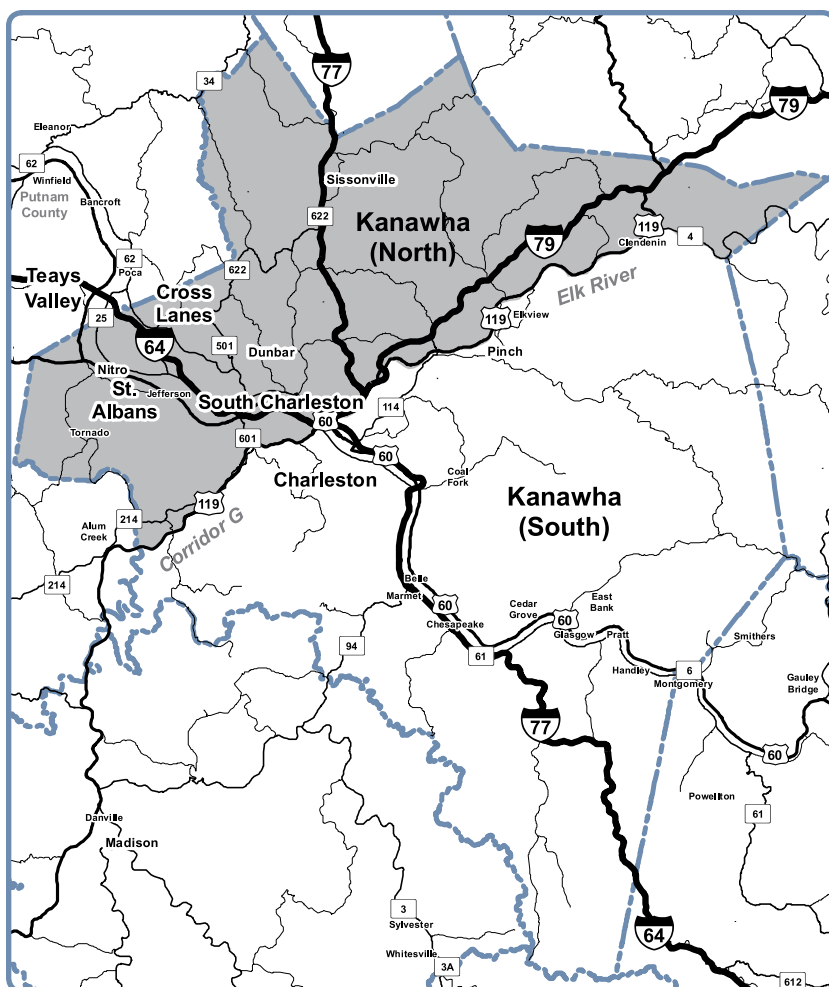 77
79
34
Eleanor
62
Winfield
Putnam
County
Bancroft
Sissonville
622
Kanawha
(North)
119
4
Clendenin
79
62
Poca
622
Teays
Valley
Cross
Lanes
Elk River
25
119
Elkview
64
501
Dunbar
Pinch
Nitro
St.
Albans
Jefferson
South Charleston
114
60
Tornado
601
60
Coal
Fork
Charleston
119
Kanawha
(South)
214
Alum
Creek
Corridor G
214
Belle
Marmet
60
Cedar
Grove
East
Bank
60
Chesapeake
Glasgow
Pratt
Smithers
94
61
Handley
6
Montgomery
Gauley
Bridge
77
60
Powellton
61
Danville
Madison
3
Sylvester
64
Whitesville
3A
612